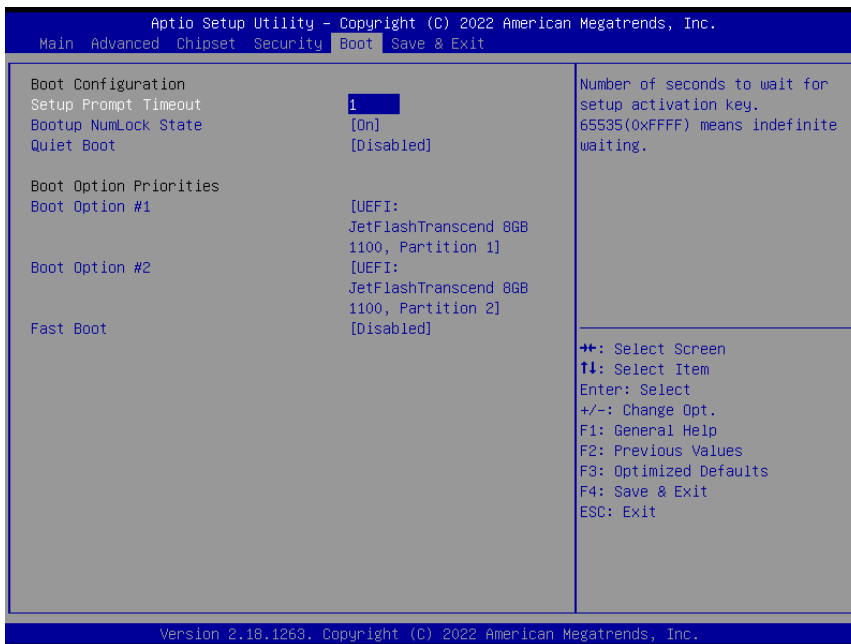 Aptio Setup Utility – Copyright (C) 2022 American Megatrends, Inc.
Main Advanced Chipset Security Boot Save & Exit
Boot Configuration
Setup Prompt Timeout 1
Bootup NumLock State [On]
Quiet Boot [Disabled]
Boot Option Priorities
Boot Option #1 [UEFI:
JetFlashTranscend 8GB
1100, Partition 1]
Boot Option #2 [UEFI:
JetFlashTranscend 8GB
1100, Partition 2]
Fast Boot [Disabled]
Number of seconds to wait for
setup activation key.
65535(0xFFFF) means indefinite
waiting.
→←: Select Screen
↑↓: Select Item
Enter: Select
+/-: Change Opt.
F1: General Help
F2: Previous Values
F3: Optimized Defaults
F4: Save & Exit
ESC: Exit
Version 2.18.1263. Copyright (C) 2022 American Megatrends, Inc.